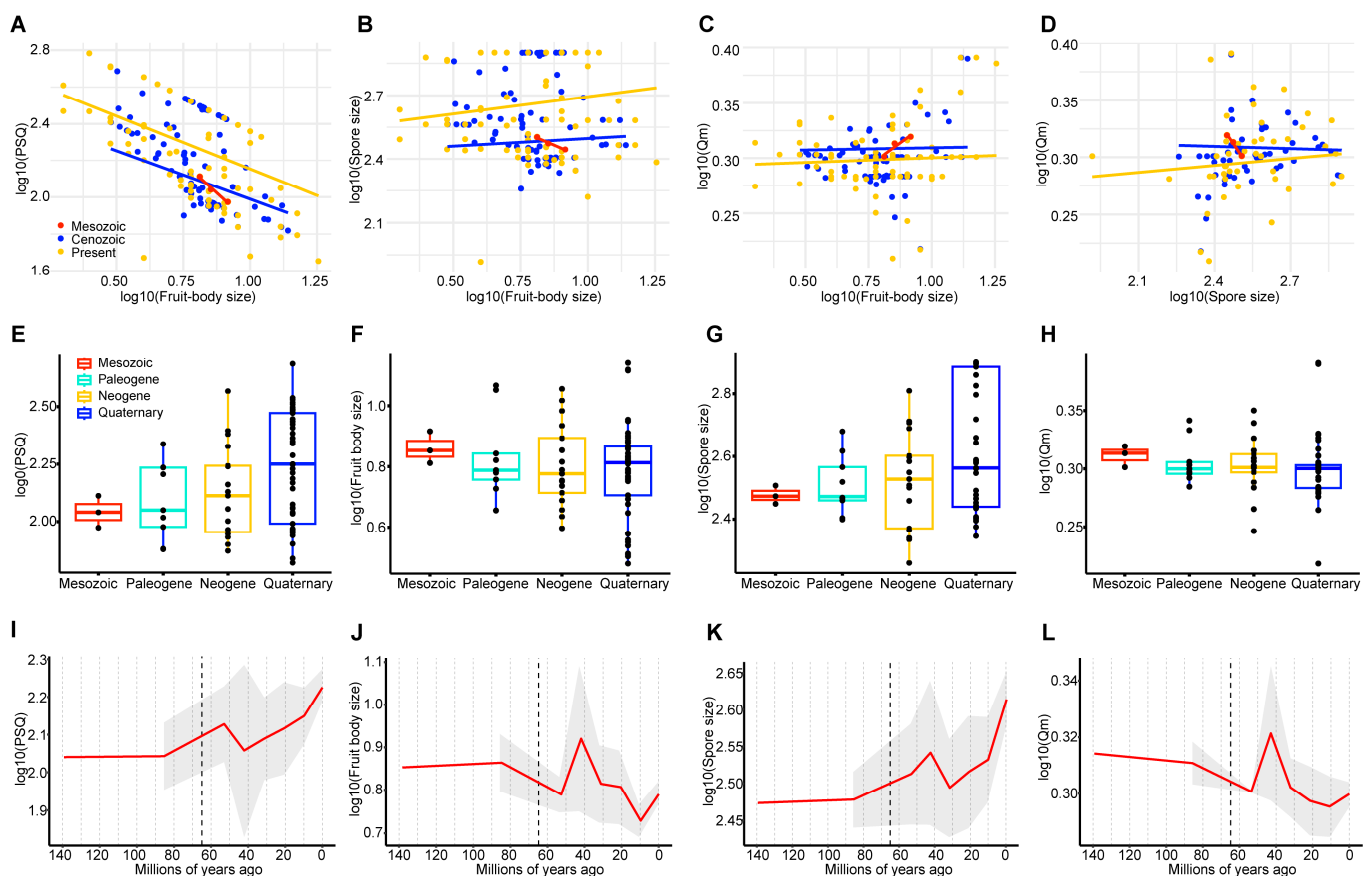 A
B
C
D
log10(PSQ)
2.8
2.4
2.0
1.6
Mesozoic
Cenozoic
Present
0.50
0.75
1.00
1.25
log10(Fruit-body size)
log10(Spore size)
2.7
2.4
2.1
0.50
0.75
1.00
1.25
log10(Fruit-body size)
log10(Qm)
0.40
0.35
0.30
0.25
0.50
0.75
1.00
1.25
log10(Fruit-body size)
log10(Qm)
0.40
0.35
0.30
0.25
2.1
2.4
2.7
log10(Spore size)
E
F
G
H
log(PSQ)
2.50
2.25
2.00
Mesozoic
Paleogene
Neogene
Quaternary
Mesozoic
Paleogene
Neogene
Quaternary
log10(Fruit body size)
1.0
0.8
0.6
Mesozoic
Paleogene
Neogene
Quaternary
log10(Spore size)
2.8
2.6
2.4
Mesozoic
Paleogene
Neogene
Quaternary
log10(Qm)
0.35
0.30
0.25
Mesozoic
Paleogene
Neogene
Quaternary
I
J
K
L
log10(PSQ)
2.3
2.2
2.1
2.0
1.9
140 120 100 80 60 40 20 0
Millions of years ago
log10(Fruit body size)
1.1
1.0
0.9
0.8
0.7
140 120 100 80 60 40 20 0
Millions of years ago
log10(Spore size)
2.65
2.60
2.55
2.50
2.45
140 120 100 80 60 40 20 0
Millions of years ago
log10(Qm)
0.34
0.32
0.30
140 120 100 80 60 40 20 0
Millions of years ago